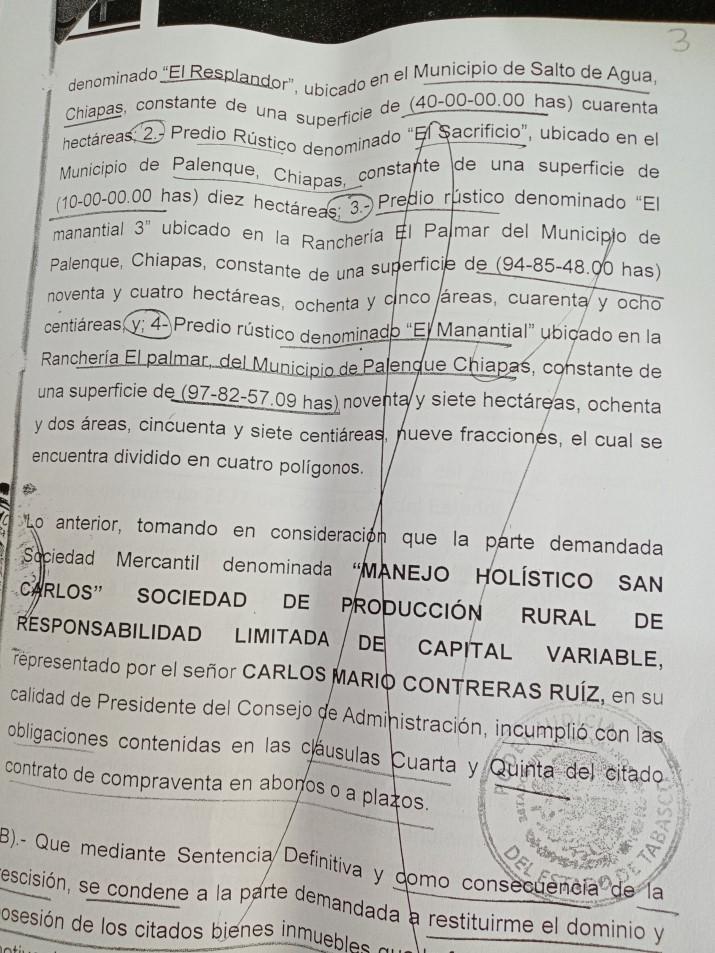 3
denominado “El Resplandor”, ubicado en el Municipio de Salto de Agua,
Chiapas, constante de una superficie de (40-00-00.00 has) cuarenta
hectáreas; 2.- Predio Rústico denominado “El Sacrificio”, ubicado en el
Municipio de Palenque, Chiapas, constante de una superficie de
(10-00-00.00 has) diez hectáreas; 3.- Predio rústico denominado “El
manantial 3” ubicado en la Ranchería El Palmar del Municipio de
Palenque, Chiapas, constante de una superficie de (94-85-48.00 has)
noventa y cuatro hectáreas, ochenta y cinco áreas, cuarenta y ocho
centiáreas, y; 4- Predio rústico denominado “El Manantial” ubicado en la
Ranchería El palmar, del Municipio de Palenque Chiapas, constante de
una superficie de (97-82-57.09 has) noventa y siete hectáreas, ochenta
y dos áreas, cincuenta y siete centiáreas, nueve fracciones, el cual se
encuentra dividido en cuatro polígonos.
Lo anterior, tomando en consideración que la parte demandada
Sociedad Mercantil denominada “MANEJO HOLÍSTICO SAN
CARLOS” SOCIEDAD DE PRODUCCIÓN RURAL DE
RESPONSABILIDAD LIMITADA DE CAPITAL VARIABLE,
representado por el señor CARLOS MARIO CONTRERAS RUÍZ, en su
calidad de Presidente del Consejo de Administración, incumplió con las
obligaciones contenidas en las cláusulas Cuarta y Quinta del citado
contrato de compraventa en abonos o a plazos.
B).- Que mediante Sentencia Definitiva y como consecuencia de la
escisión, se condene a la parte demandada a restituirme el dominio y
osesión de los citados bienes inmuebles
DEL ESTADO DE TABASCO